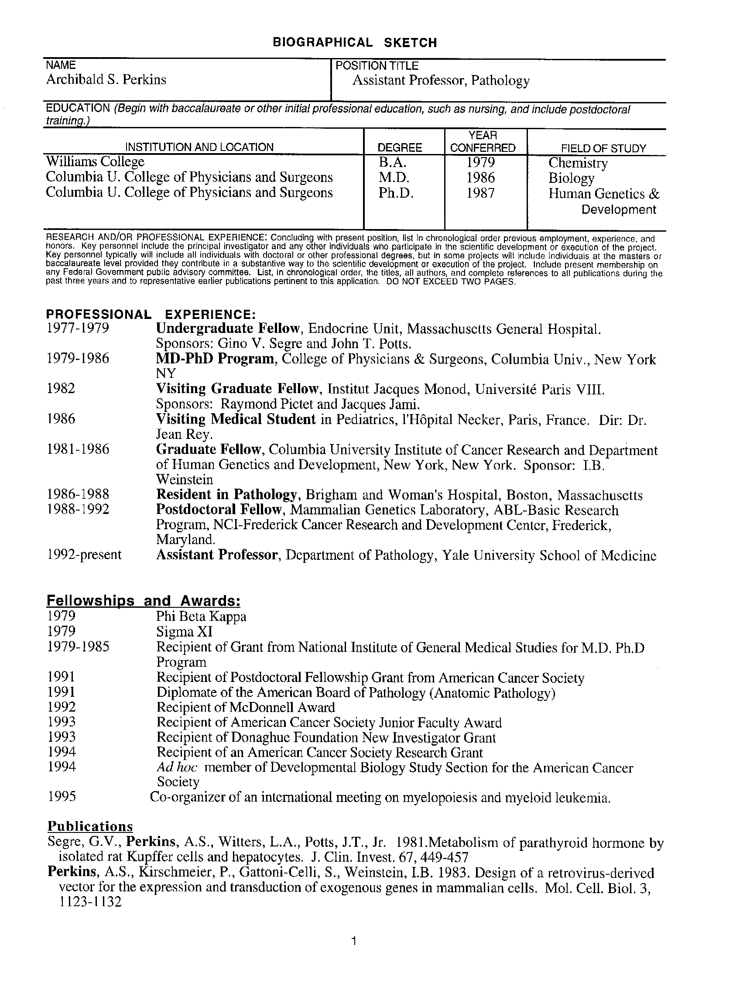 BIOGRAPHICAL SKETCH
NAME
Archibald S. Perkins
POSITION TITLE
Assistant Professor, Pathology
EDUCATION (Begin with baccalaureate or other initial professional education, such as nursing, and include postdoctoral
training.)
INSTITUTION AND LOCATION DEGREE YEAR CONFERRED FIELD OF STUDY
Williams College B.A. 1979 Chemistry
Columbia U. College of Physicians and Surgeons M.D. 1986 Biology
Columbia U. College of Physicians and Surgeons Ph.D. 1987 Human Genetics &
Development
RESEARCH AND/OR PROFESSIONAL EXPERIENCE: Concluding with present position, list in chronological order previous employment, experience, and
honors. Key personnel include the principal investigator and any other individuals who participate in the scientific development or execution of the project.
Key personnel typically will include all individuals with doctoral or other professional degrees, but in some projects will include individuals at the masters or
baccalaureate level provided they contribute in a substantive way to the scientific development or execution of the project. Include present membership on
any Federal Government public advisory committee. List, in chronological order, the titles, all authors, and complete references to all publications during the
past three years and to representative earlier publications pertinent to this application. DO NOT EXCEED TWO PAGES.
PROFESSIONAL EXPERIENCE:
1977-1979 Undergraduate Fellow, Endocrine Unit, Massachusetts General Hospital.
Sponsors: Gino V. Segre and John T. Potts.
1979-1986 MD-PhD Program, College of Physicians & Surgeons, Columbia Univ., New York
NY
1982 Visiting Graduate Fellow, Institut Jacques Monod, Université Paris VIII.
Sponsors: Raymond Pictet and Jacques Jami.
1986 Visiting Medical Student in Pediatrics, l'Hôpital Necker, Paris, France. Dir: Dr.
Jean Rey.
1981-1986 Graduate Fellow, Columbia University Institute of Cancer Research and Department
of Human Genetics and Development, New York, New York. Sponsor: I.B.
Weinstein
1986-1988 Resident in Pathology, Brigham and Woman's Hospital, Boston, Massachusetts
1988-1992 Postdoctoral Fellow, Mammalian Genetics Laboratory, ABL-Basic Research
Program, NCI-Frederick Cancer Research and Development Center, Frederick,
Maryland.
1992-present Assistant Professor, Department of Pathology, Yale University School of Medicine
Fellowships and Awards:
1979 Phi Beta Kappa
1979 Sigma XI
1979-1985 Recipient of Grant from National Institute of General Medical Studies for M.D. Ph.D
Program
1991 Recipient of Postdoctoral Fellowship Grant from American Cancer Society
1991 Diplomate of the American Board of Pathology (Anatomic Pathology)
1992 Recipient of McDonnell Award
1993 Recipient of American Cancer Society Junior Faculty Award
1993 Recipient of Donaghue Foundation New Investigator Grant
1994 Recipient of an American Cancer Society Research Grant
1994 Ad hoc member of Developmental Biology Study Section for the American Cancer
Society
1995 Co-organizer of an international meeting on myelopoiesis and myeloid leukemia.
Publications
Segre, G.V., Perkins, A.S., Witters, L.A., Potts, J.T., Jr. 1981.Metabolism of parathyroid hormone by
isolated rat Kupffer cells and hepatocytes. J. Clin. Invest. 67, 449-457
Perkins, A.S., Kirschmeier, P., Gattoni-Celli, S., Weinstein, I.B. 1983. Design of a retrovirus-derived
vector for the expression and transduction of exogenous genes in mammalian cells. Mol. Cell. Biol. 3,
1123-1132
1